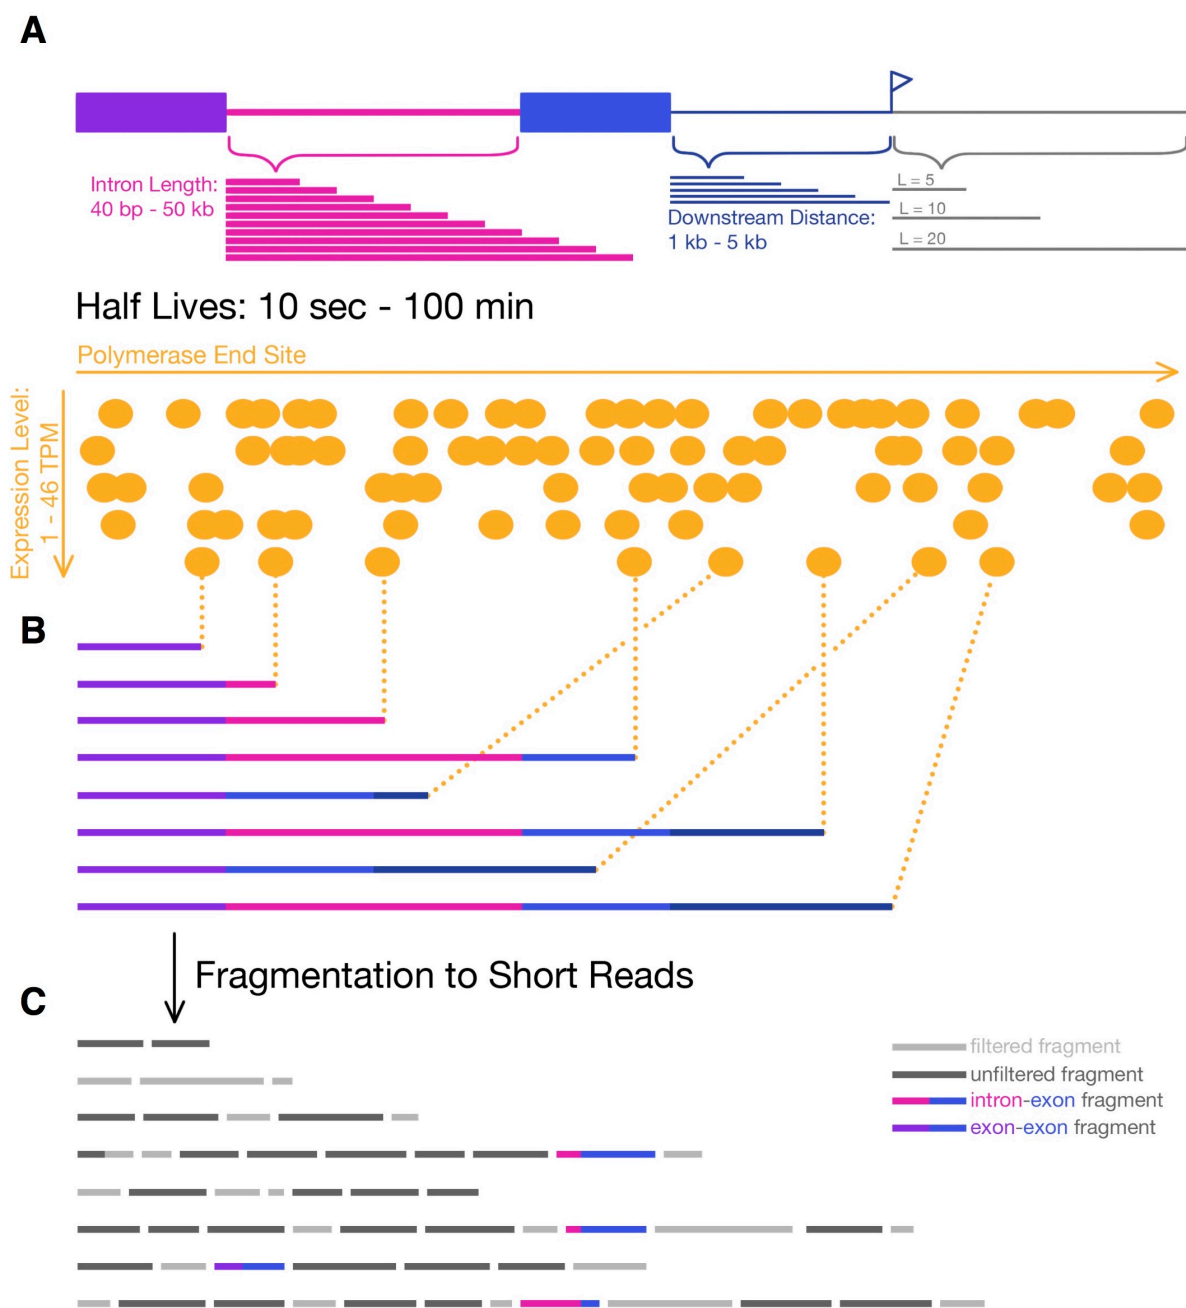 A
Intron Length:
40 bp - 50 kb
Downstream Distance:
1 kb - 5 kb
L = 5
L = 10
L = 20
Half Lives: 10 sec - 100 min
Polymerase End Site
Expression Level:
1 - 46 TPM
B
Fragmentation to Short Reads
C
filtered fragment
unfiltered fragment
intron-exon fragment
exon-exon fragment